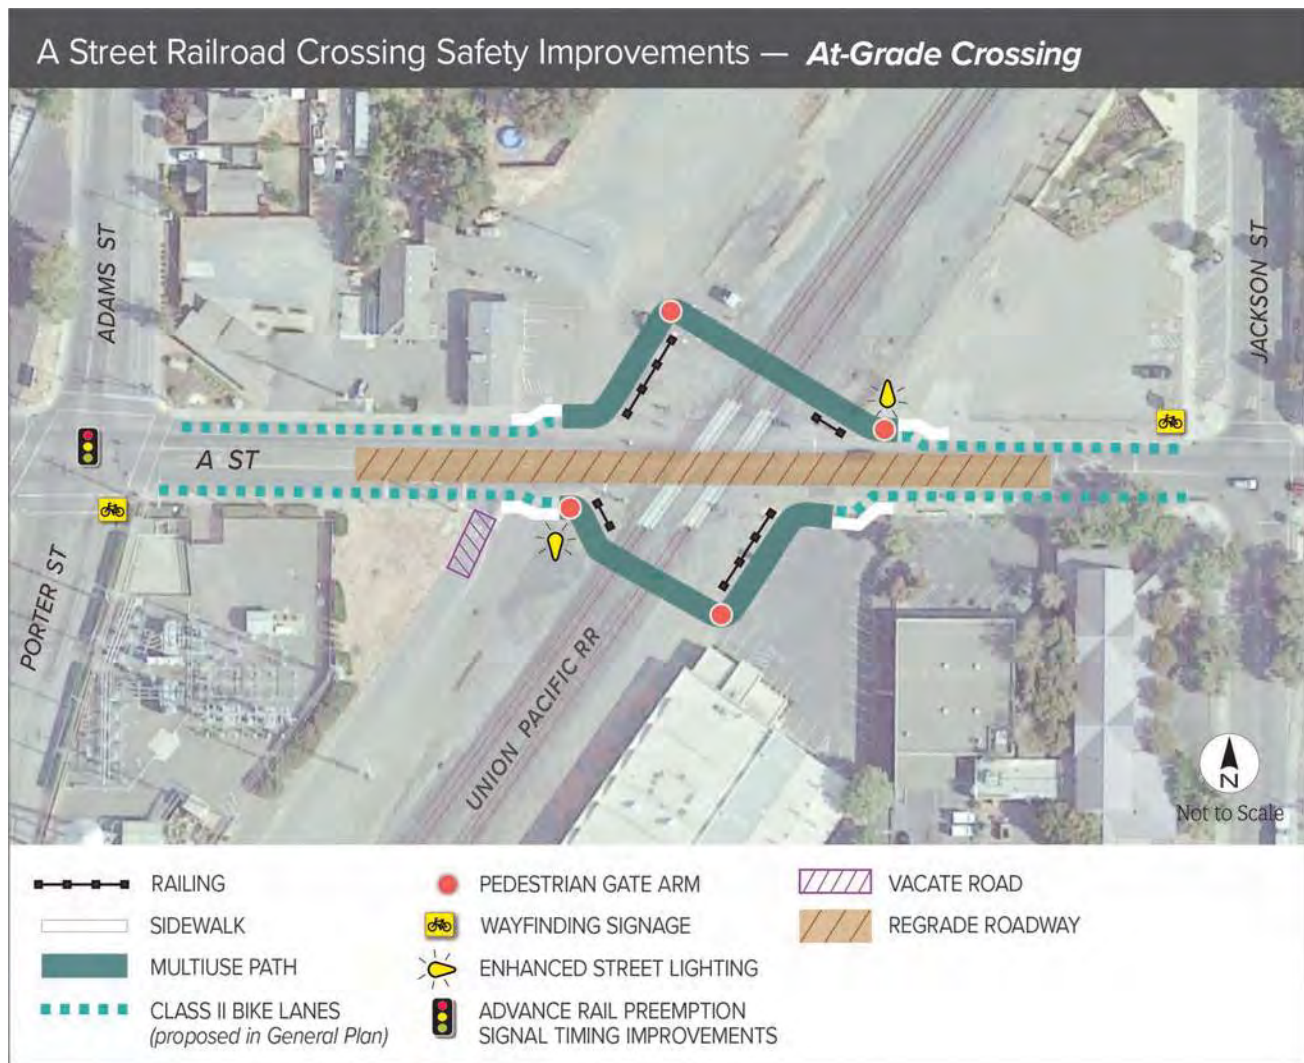 A Street Railroad Crossing Safety Improvements — At-Grade Crossing
ADAMS ST
JACKSON ST
A ST
PORTER ST
UNION PACIFIC RR
N
Not to Scale
RAILING
SIDEWALK
MULTIUSE PATH
CLASS II BIKE LANES
(proposed in General Plan)
PEDESTRIAN GATE ARM
WAYFINDING SIGNAGE
ENHANCED STREET LIGHTING
ADVANCE RAIL PREEMPTION
SIGNAL TIMING IMPROVEMENTS
VACATE ROAD
REGRADE ROADWAY